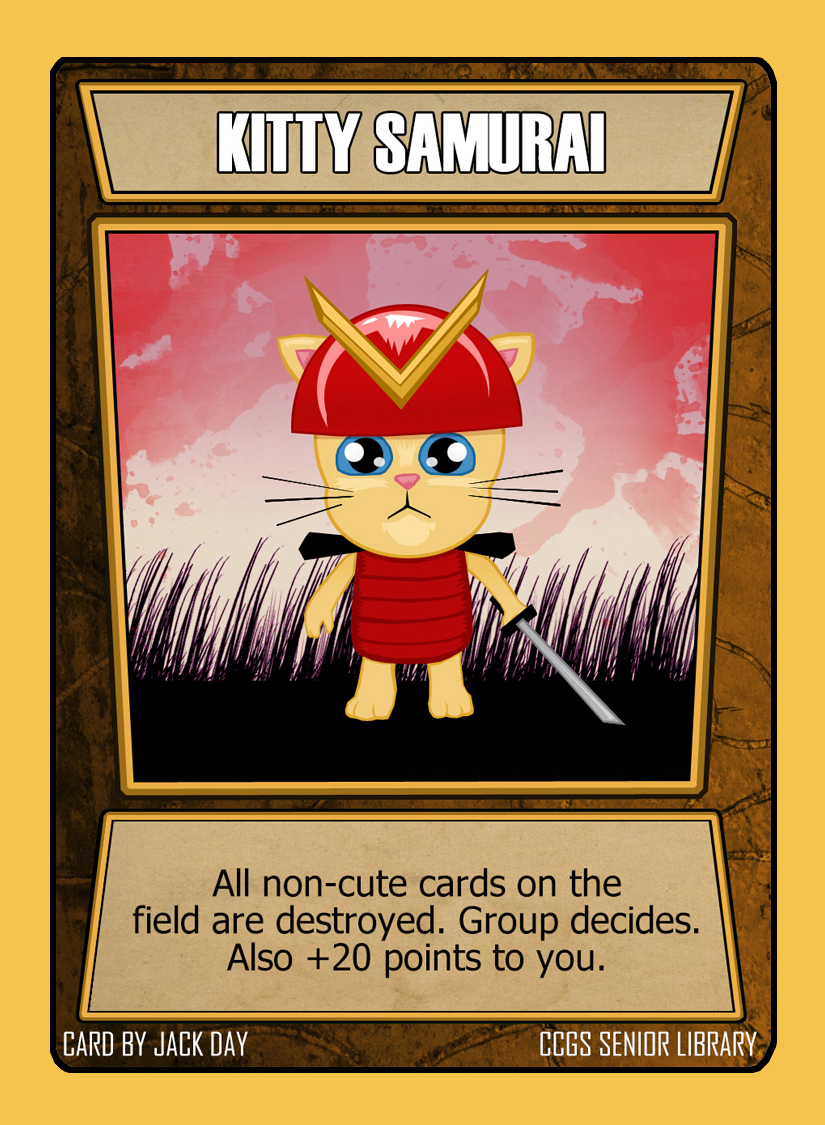 KITTY SAMURAI
All non-cute cards on the
field are destroyed. Group decides.
Also +20 points to you.
CARD BY JACK DAY
CCGS SENIOR LIBRARY